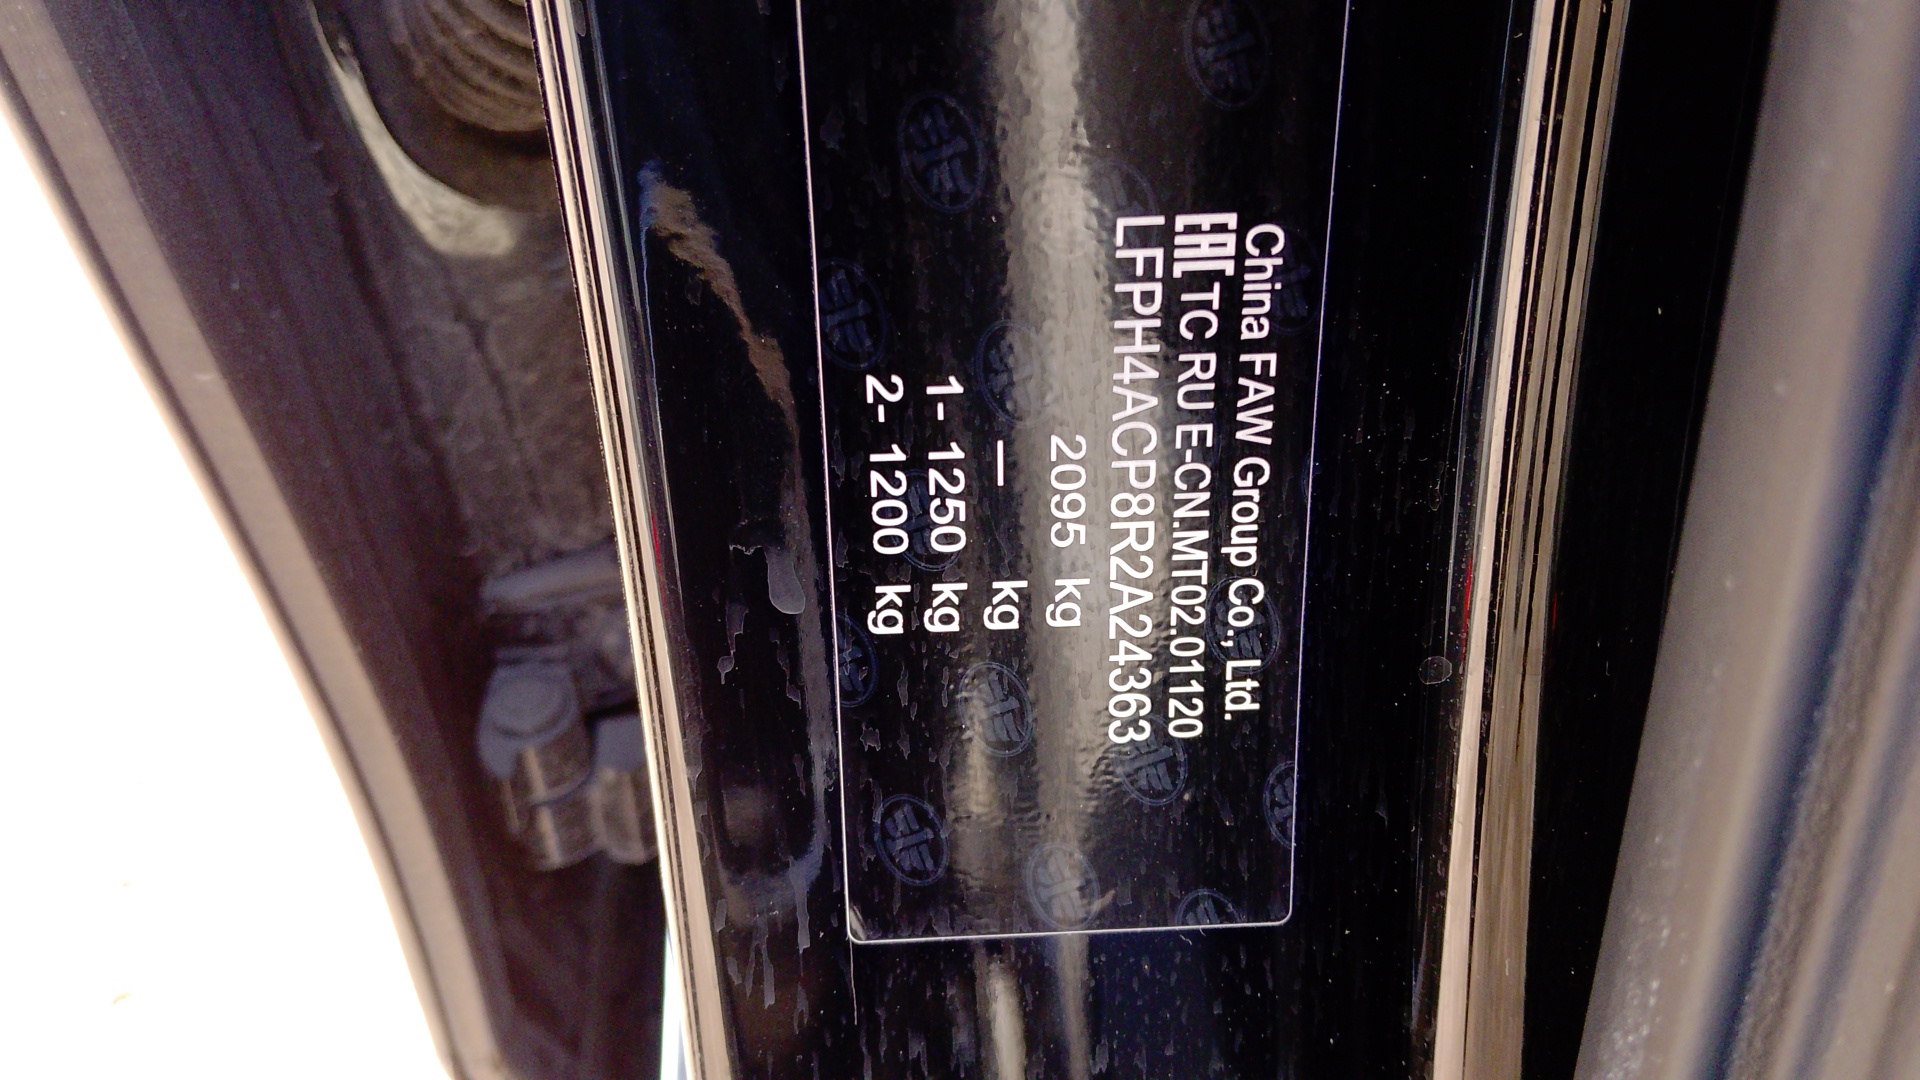 China FAW Group Co., Ltd.
EAC TC RU E-CN.MT02.01120
LFPH4ACP8R2A24363
2095 kg
— kg
1- 1250 kg
2- 1200 kg